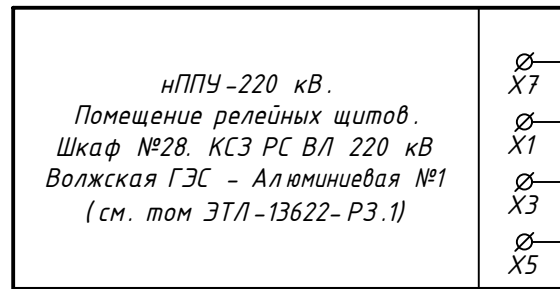 нППУ-220 кВ.
Помещение релейных щитов.
Шкаф №28. КСЗ РС ВЛ 220 кВ
Волжская ГЭС - Алюминиевая №1
(см. том ЭТЛ-13622-РЗ.1)
X7
X1
X3
X5